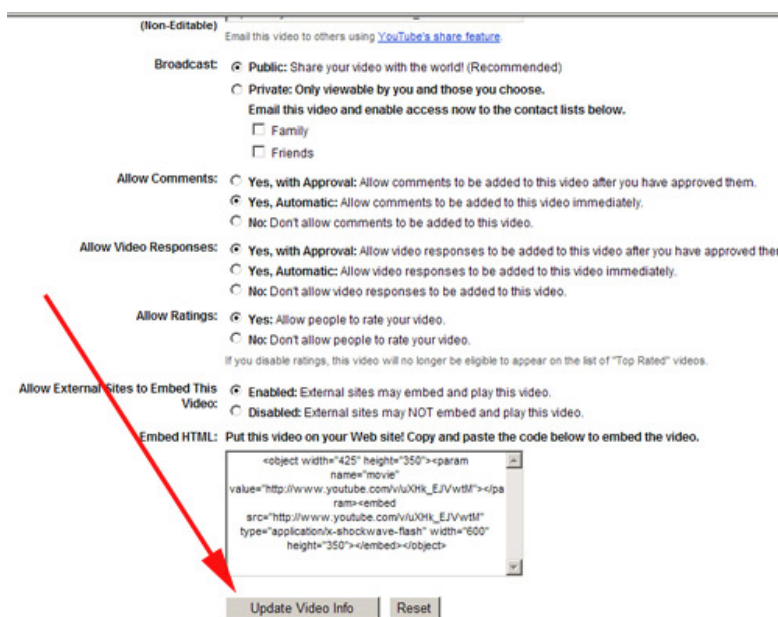 (Non-Editable)
Email this video to others using YouTube's share feature.
Broadcast: Public: Share your video with the world! (Recommended)
Private: Only viewable by you and those you choose.
Email this video and enable access now to the contact lists below.
Family
Friends
Allow Comments: Yes, with Approval: Allow comments to be added to this video after you have approved them.
Yes, Automatic: Allow comments to be added to this video immediately.
No: Don't allow comments to be added to this video.
Allow Video Responses: Yes, with Approval: Allow video responses to be added to this video after you have approved them
Yes, Automatic: Allow video responses to be added to this video immediately.
No: Don't allow video responses to be added to this video.
Allow Ratings: Yes: Allow people to rate your video.
No: Don't allow people to rate your video.
If you disable ratings, this video will no longer be eligible to appear on the list of "Top Rated" videos.
Allow External Sites to Embed This Video: Enabled: External sites may embed and play this video.
Disabled: External sites may NOT embed and play this video.
Embed HTML: Put this video on your Web site! Copy and paste the code below to embed the video.
<object width="425" height="350"><param
name="movie"
value="http://www.youtube.com/v/uXHk_EJVwtM"></pa
ram><embed
src="http://www.youtube.com/v/uXHk_EJVwtM"
type="application/x-shockwave-flash" width="600"
height="350"></embed></object>
Update Video Info Reset